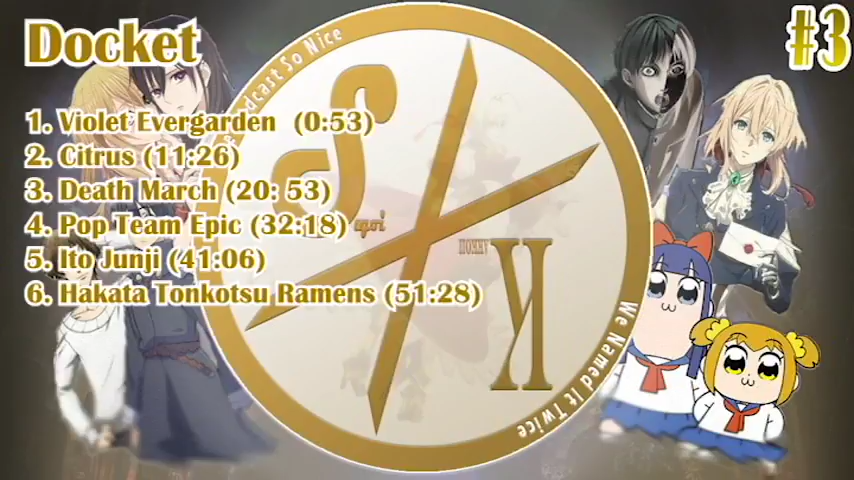 Docket
#3
dcast So Nice
1. Violet Evergarden (0:53)
2. Citrus (11:26)
3. Death March (20: 53)
4. Pop Team Epic (32:18)
5. Ito Junji (41:06)
6. Hakata Tonkotsu Ramens (51:28)
S
K
We Named It Twice